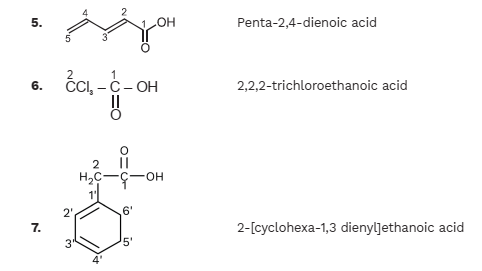 4 2
5. 1 OH Penta-2,4-dienoic acid
5 3
O
2 1
6. CCl₃ – C – OH 2,2,2-trichloroethanoic acid
O
O
2
H₂C C OH
1
1'
2' 6'
7. 2-[cyclohexa-1,3 dienyl]ethanoic acid
3' 5'
4'